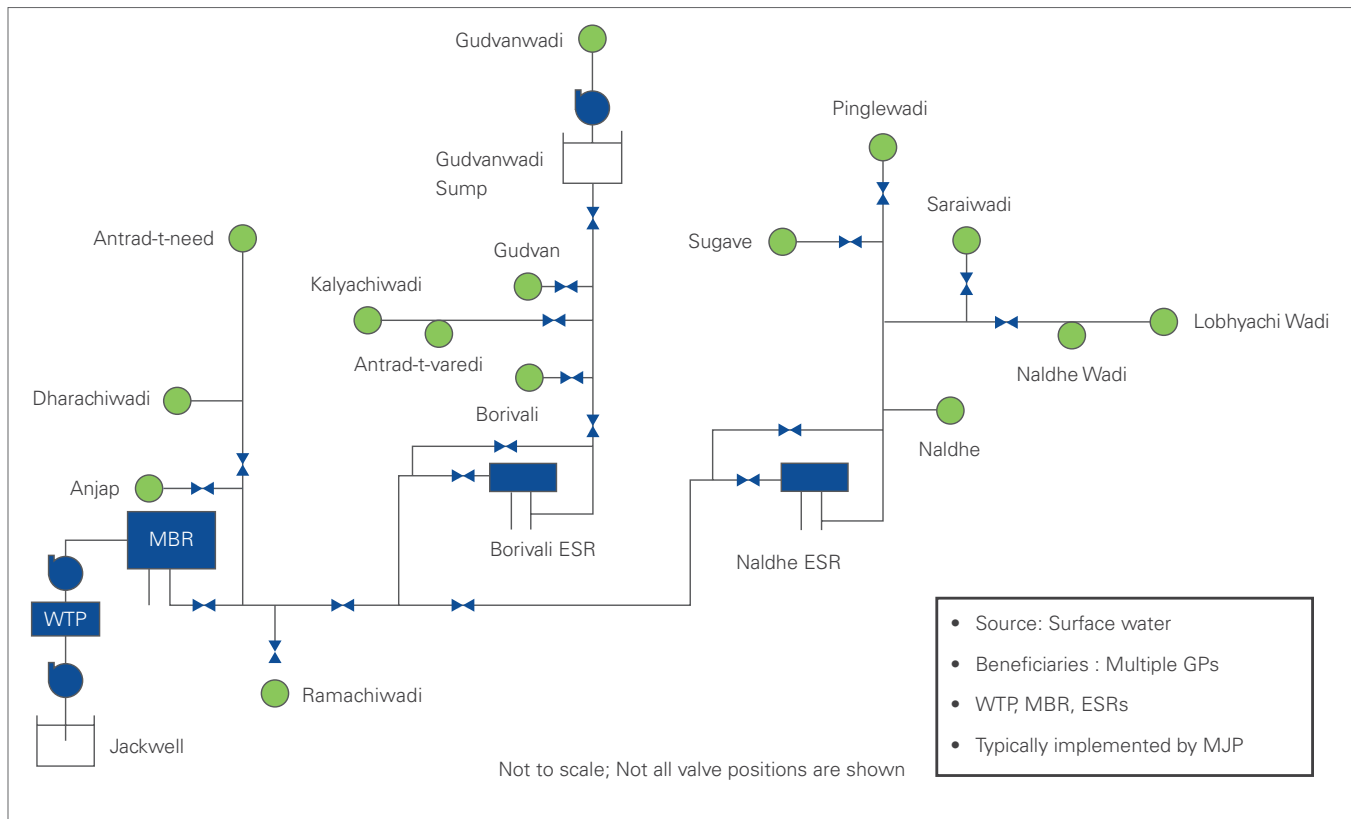 Gudvanwadi
Pinglewadi
Gudvanwadi
Sump
Saraiwadi
Antrad-t-need
Gudvan
Sugave
Kalyachiwadi
Lobhyachi Wadi
Antrad-t-varedi
Naldhe Wadi
Dharachiwadi
Borivali
Naldhe
Anjap
MBR
Borivali ESR
Naldhe ESR
WTP
Ramachiwadi
Jackwell
• Source: Surface water
• Beneficiaries : Multiple GPs
• WTP, MBR, ESRs
• Typically implemented by MJP
Not to scale; Not all valve positions are shown